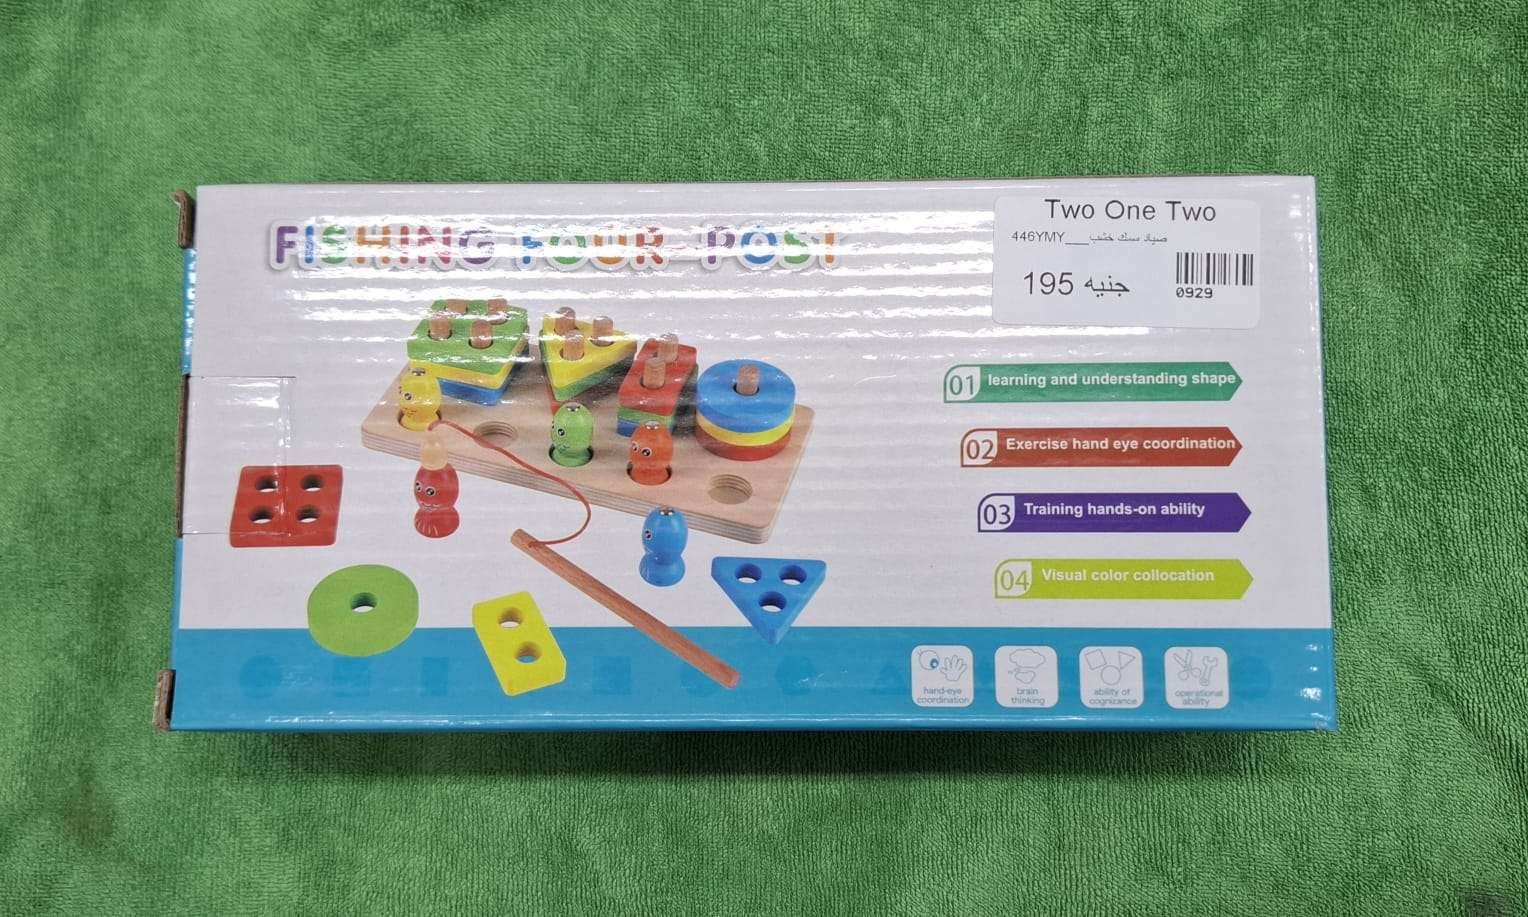 FISHING FOUR-POST
Two One Two
446YMY___صياد سمك خشب
195 جنيه
0929
01 learning and understanding shape
02 Exercise hand eye coordination
03 Training hands-on ability
04 Visual color collocation
hand-eye
coordination
brain
thinking
ability of
cognizance
operational
ability